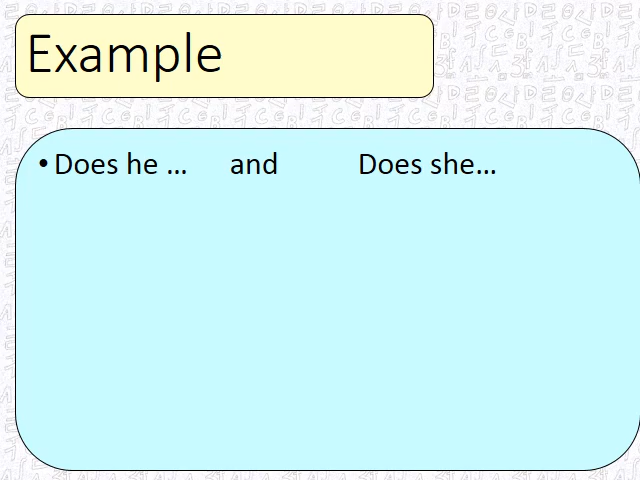 Example
• Does he … and Does she…